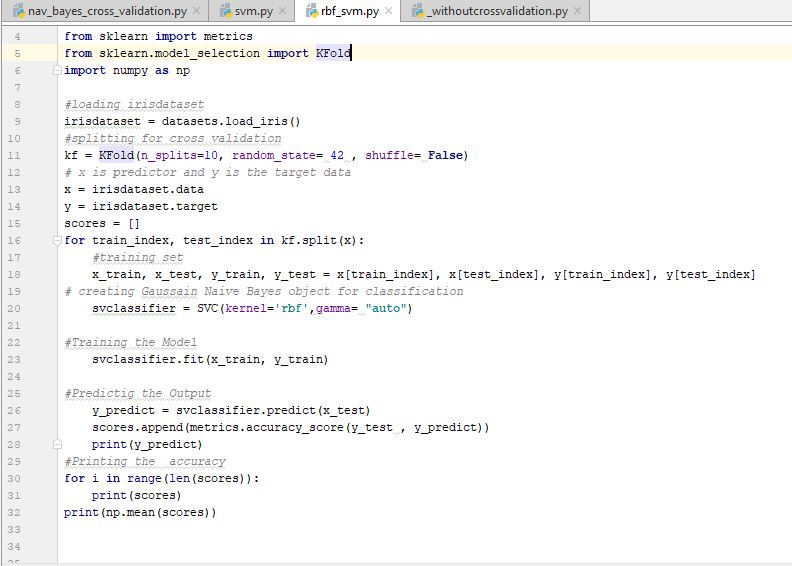 nav_bayes_cross_validation.py svm.py rbf_svm.py _withoutcrossvalidation.py
4 from sklearn import metrics
5 from sklearn.model_selection import KFold
6 import numpy as np
7
8 #loading irisdataset
9 irisdataset = datasets.load_iris()
10 #splitting for cross validation
11 kf = KFold(n_splits=10, random_state= 42 , shuffle= False)
12 # x is predictor and y is the target data
13 x = irisdataset.data
14 y = irisdataset.target
15 scores = []
16 for train_index, test_index in kf.split(x):
17 #training set
18 x_train, x_test, y_train, y_test = x[train_index], x[test_index], y[train_index], y[test_index]
19 # creating Gaussain Naive Bayes object for classification
20 svclassifier = SVC(kernel='rbf',gamma= "auto")
21
22 #Training the Model
23 svclassifier.fit(x_train, y_train)
24
25 #Predictig the Output
26 y_predict = svclassifier.predict(x_test)
27 scores.append(metrics.accuracy_score(y_test , y_predict))
28 print(y_predict)
29 #Printing the  accuracy
30 for i in range(len(scores)):
31 print(scores)
32 print(np.mean(scores))
33
34
35